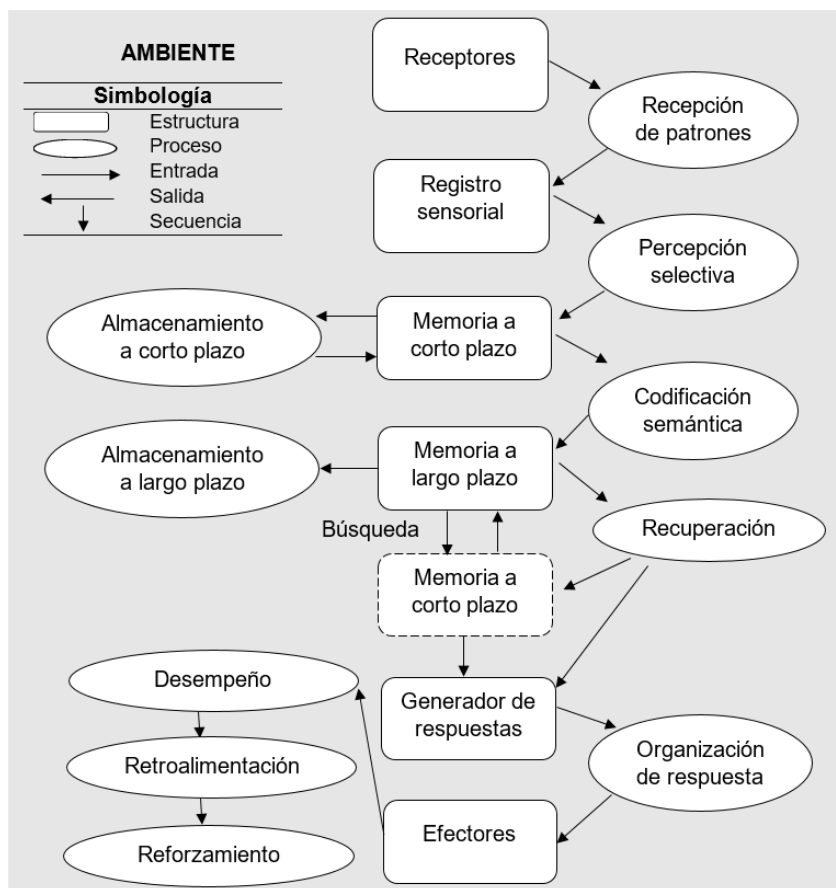 AMBIENTE
Simbología
Estructura
Proceso
Entrada
Salida
Secuencia
Receptores
Recepción
de patrones
Registro
sensorial
Percepción
selectiva
Almacenamiento
a corto plazo
Memoria a
corto plazo
Codificación
semántica
Almacenamiento
a largo plazo
Memoria a
largo plazo
Búsqueda
Recuperación
Memoria a
corto plazo
Desempeño
Generador de
respuestas
Retroalimentación
Organización
de respuesta
Efectores
Reforzamiento